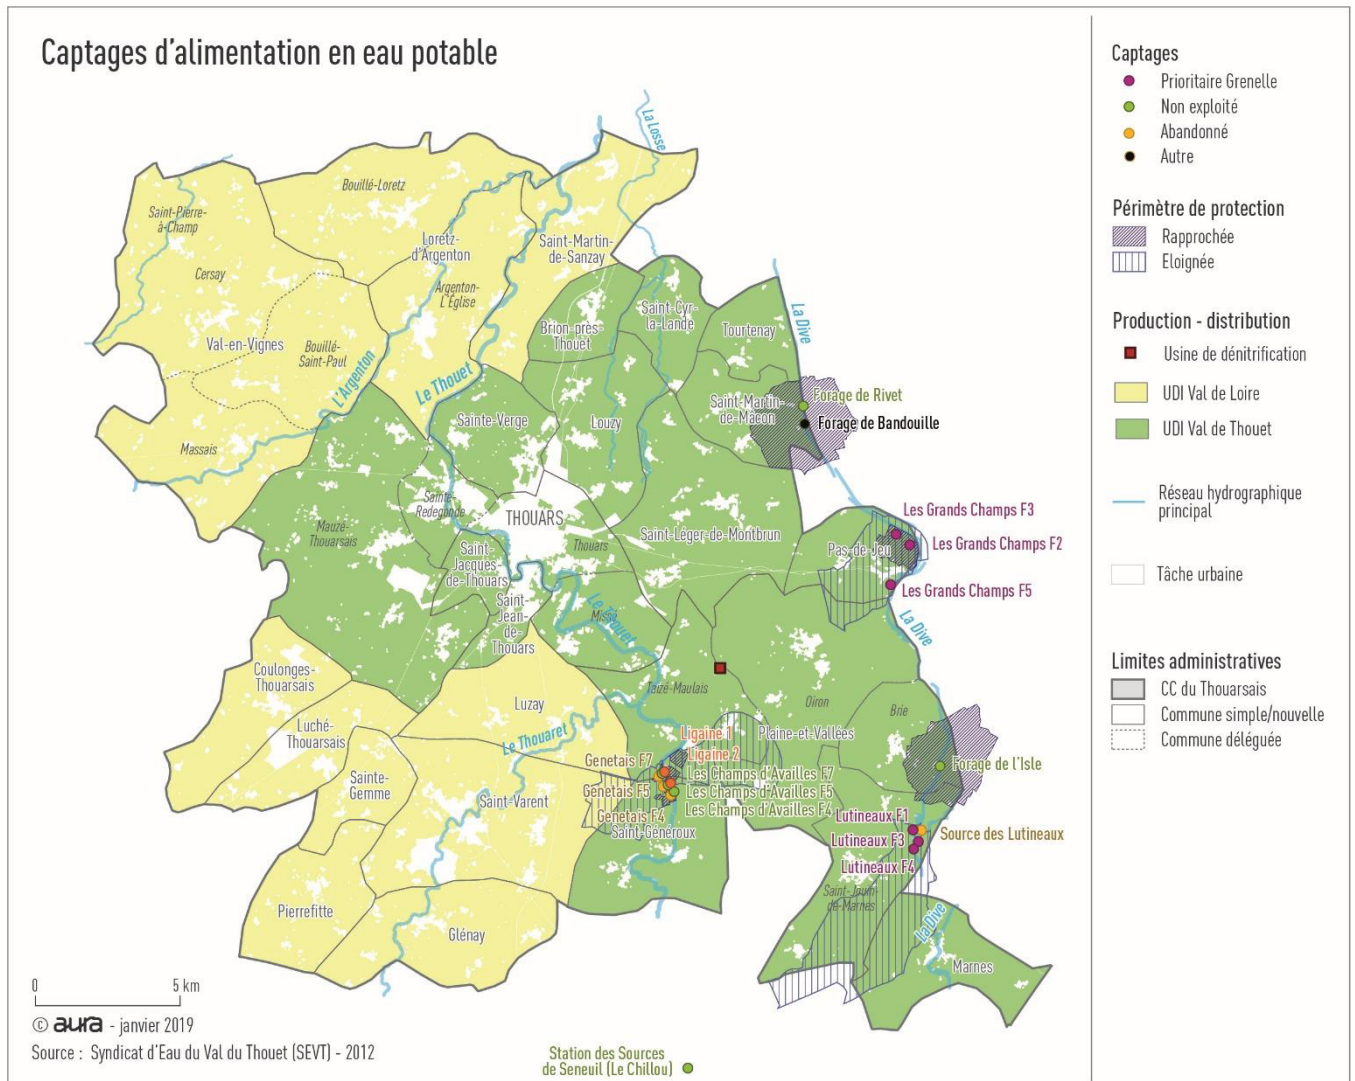 Captages d'alimentation en eau potable
La Losse
Bouillé-Loretz
Saint-Pierre-
à-Champ
Loretz-
d'Argenton
Saint-Martin-
de-Sanzay
Cersay
Argenton-
L'Église
Val-en-Vignes
Bouillé-
Saint-Paul
L'Argenton
Le Thouet
Massais
Brion-près-
Thouet
Saint-Cyr-
la-Lande
Tourtenay
La Dive
Sainte-Verge
Louzy
Saint-Martin-
de-Mâcon
Forage de Rivet
Forage de Bandouille
Sainte-
Radegonde
THOUARS
Mauzé-
Thouarsais
Thouars
Saint-Léger-de-Montbrun
Saint-
Jacques-
de-Thouars
Pas-de-Jeu
Les Grands Champs F3
Les Grands Champs F2
Les Grands Champs F5
La Dive
Saint-
Jean-
de-
Thouars
Missé
Le Thouet
Coulonges-
Thouarsais
Luzay
Taizé-Maulais
Oiron
Brie
Luché-
Thouarsais
Le Thouaret
Ligaine 1
Ligaine 2
Plaine-et-Vallées
Genetais F7
Genetais F5
Genetais F4
Les Champs d'Availles F7
Les Champs d'Availles F5
Les Champs d'Availles F4
Forage de l'Isle
Sainte-
Gemme
Saint-Varent
Saint-Généroux
Lutineaux F1
Lutineaux F3
Lutineaux F4
Source des Lutineaux
Saint-Jouin-
de-Marnes
Pierrefitte
Glénay
La Dive
Marnes
0 5 km
© aura - janvier 2019
Source : Syndicat d'Eau du Val du Thouet (SEVT) - 2012
Station des Sources
de Seneuil (Le Chillou)
Captages
Prioritaire Grenelle
Non exploité
Abandonné
Autre
Périmètre de protection
Rapprochée
Eloignée
Production - distribution
Usine de dénitrification
UDI Val de Loire
UDI Val de Thouet
Réseau hydrographique
principal
Tâche urbaine
Limites administratives
CC du Thouarsais
Commune simple/nouvelle
Commune déléguée